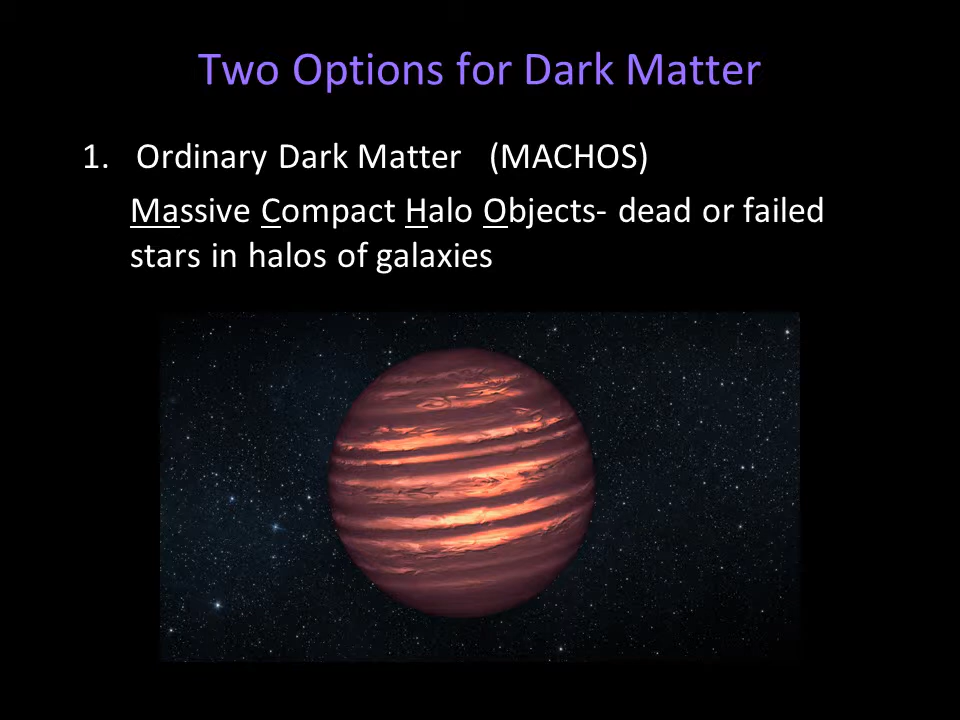 Two Options for Dark Matter
1. Ordinary Dark Matter (MACHOS)
Massive Compact Halo Objects- dead or failed
stars in halos of galaxies